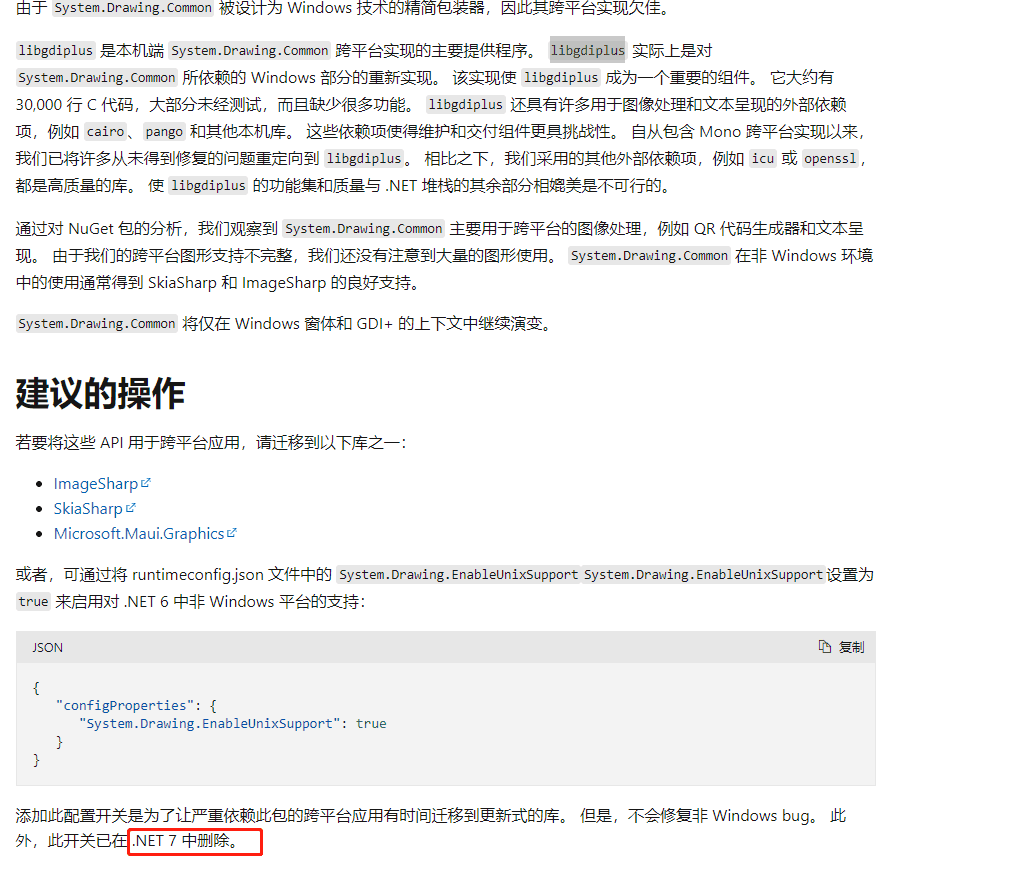 由于 System.Drawing.Common 被设计为 Windows 技术的精简包装器，因此其跨平台实现欠佳。
libgdiplus 是本机端 System.Drawing.Common 跨平台实现的主要提供程序。 libgdiplus 实际上是对
System.Drawing.Common 所依赖的 Windows 部分的重新实现。 该实现使 libgdiplus 成为一个重要的组件。 它大约有
30,000 行 C 代码，大部分未经测试，而且缺少很多功能。 libgdiplus 还具有许多用于图像处理和文本呈现的外部依赖
项，例如 cairo、pango 和其他本机库。 这些依赖项使得维护和交付组件更具挑战性。 自从包含 Mono 跨平台实现以来，
我们已将许多从未得到修复的问题重定向到 libgdiplus。 相比之下，我们采用的其他外部依赖项，例如 icu 或 openssl，
都是高质量的库。 使 libgdiplus 的功能集和质量与 .NET 堆栈的其余部分相媲美是不可行的。
通过对 NuGet 包的分析，我们观察到 System.Drawing.Common 主要用于跨平台的图像处理，例如 QR 代码生成器和文本呈
现。 由于我们的跨平台图形支持不完整，我们还没有注意到大量的图形使用。 System.Drawing.Common 在非 Windows 环境
中的使用通常得到 SkiaSharp 和 ImageSharp 的良好支持。
System.Drawing.Common 将仅在 Windows 窗体和 GDI+ 的上下文中继续演变。
建议的操作
若要将这些 API 用于跨平台应用，请迁移到以下库之一：
ImageSharp
SkiaSharp
Microsoft.Maui.Graphics
或者，可通过将 runtimeconfig.json 文件中的 System.Drawing.EnableUnixSupport System.Drawing.EnableUnixSupport 设置为
true 来启用对 .NET 6 中非 Windows 平台的支持：
JSON 复制
{
"configProperties": {
"System.Drawing.EnableUnixSupport": true
}
}
添加此配置开关是为了让严重依赖此包的跨平台应用有时间迁移到更新式的库。 但是，不会修复非 Windows bug。 此
外，此开关已在 .NET 7 中删除。